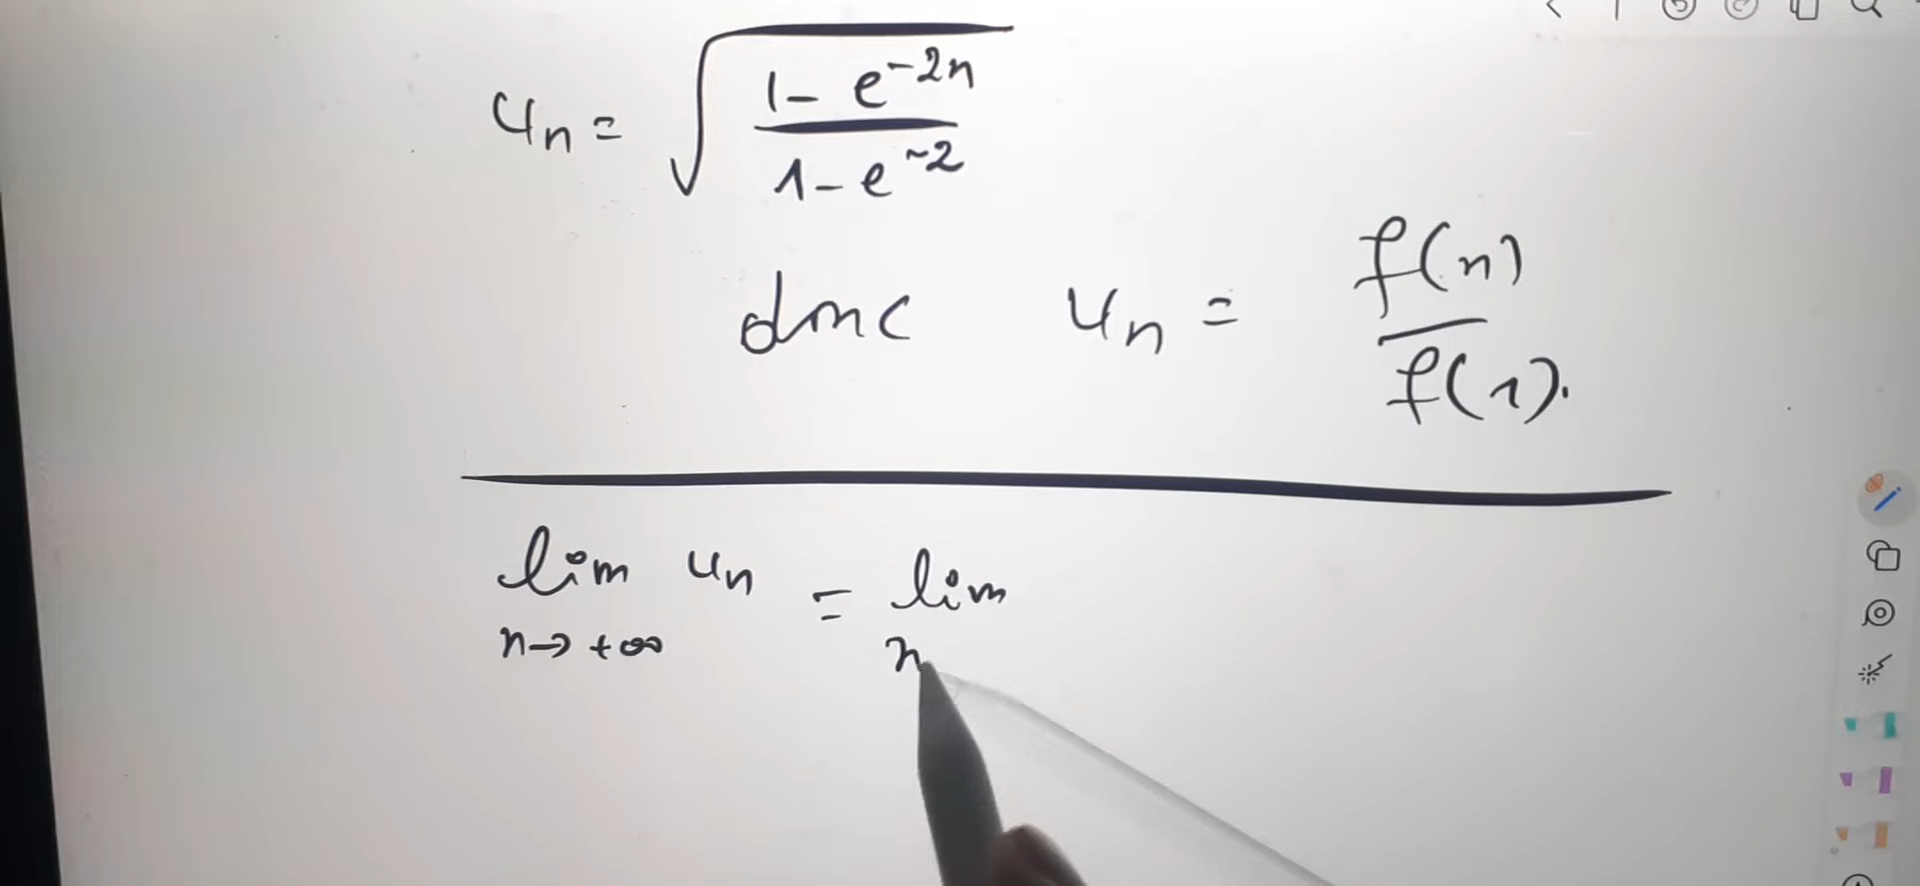 uₙ = √((1 - e⁻²ⁿ)/(1 - e⁻²))
donc uₙ = f(n)/f(1).
lim uₙ = lim
n→+∞ n